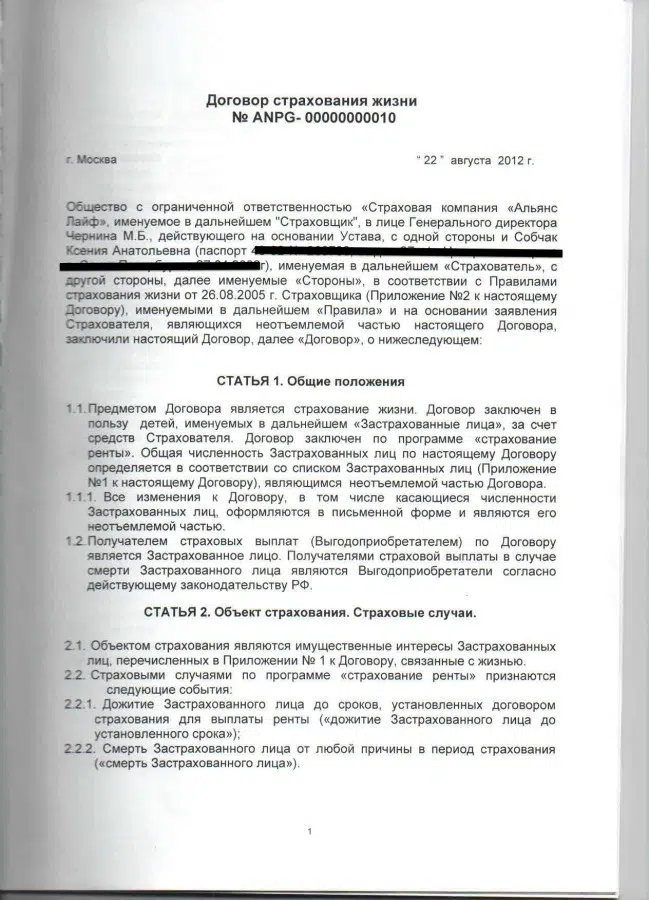 Договор страхования жизни
№ ANPG- 00000000010
г. Москва “ 22 ” августа 2012 г.
Общество с ограниченной ответственностью «Страховая компания «Альянс
Лайф», именуемое в дальнейшем "Страховщик", в лице Генерального директора
Чернина М.Б., действующего на основании Устава, с одной стороны и Собчак
Ксения Анатольевна (паспорт
г), именуемая в дальнейшем «Страхователь», с
другой стороны, далее именуемые «Стороны», в соответствии с Правилами
страхования жизни от 26.08.2005 г. Страховщика (Приложение №2 к настоящему
Договору), именуемыми в дальнейшем «Правила» и на основании заявления
Страхователя, являющихся неотъемлемой частью настоящего Договора,
заключили настоящий Договор, далее «Договор», о нижеследующем:
СТАТЬЯ 1. Общие положения
1.1.Предметом Договора является страхование жизни. Договор заключен в
пользу детей, именуемых в дальнейшем «Застрахованные лица», за счет
средств Страхователя. Договор заключен по программе «страхование
ренты». Общая численность Застрахованных лиц по настоящему Договору
определяется в соответствии со списком Застрахованных лиц (Приложение
№1 к настоящему Договору), являющимся неотъемлемой частью Договора.
1.1.1. Все изменения к Договору, в том числе касающиеся численности
Застрахованных лиц, оформляются в письменной форме и являются его
неотъемлемой частью.
1.2.Получателем страховых выплат (Выгодоприобретателем) по Договору
является Застрахованное лицо. Получателями страховой выплаты в случае
смерти Застрахованного лица являются Выгодоприобретатели согласно
действующему законодательству РФ.
СТАТЬЯ 2. Объект страхования. Страховые случаи.
2.1. Объектом страхования являются имущественные интересы Застрахованных
лиц, перечисленных в Приложении № 1 к Договору, связанные с жизнью.
2.2. Страховыми случаями по программе «страхование ренты» признаются
следующие события:
2.2.1. Дожитие Застрахованного лица до сроков, установленных договором
страхования для выплаты ренты («дожитие Застрахованного лица до
установленного срока»);
2.2.2. Смерть Застрахованного лица от любой причины в период страхования
(«смерть Застрахованного лица»).
1